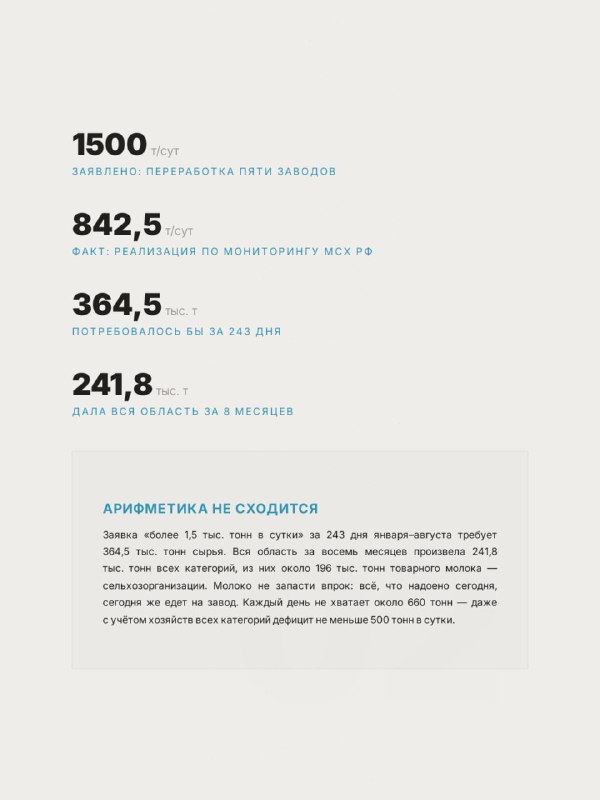 1500 т/сут
ЗАЯВЛЕНО: ПЕРЕРАБОТКА ПЯТИ ЗАВОДОВ
842,5 т/сут
ФАКТ: РЕАЛИЗАЦИЯ ПО МОНИТОРИНГУ МСХ РФ
364,5 тыс. т
ПОТРЕБОВАЛОСЬ БЫ ЗА 243 ДНЯ
241,8 тыс. т
ДАЛА ВСЯ ОБЛАСТЬ ЗА 8 МЕСЯЦЕВ
АРИФМЕТИКА НЕ СХОДИТСЯ
Заявка «более 1,5 тыс. тонн в сутки» за 243 дня января–августа требует
364,5 тыс. тонн сырья. Вся область за восемь месяцев произвела 241,8
тыс. тонн всех категорий, из них около 196 тыс. тонн товарного молока —
сельхозорганизации. Молоко не запасти впрок: всё, что надоено сегодня,
сегодня же едет на завод. Каждый день не хватает около 660 тонн — даже
с учётом хозяйств всех категорий дефицит не меньше 500 тонн в сутки.